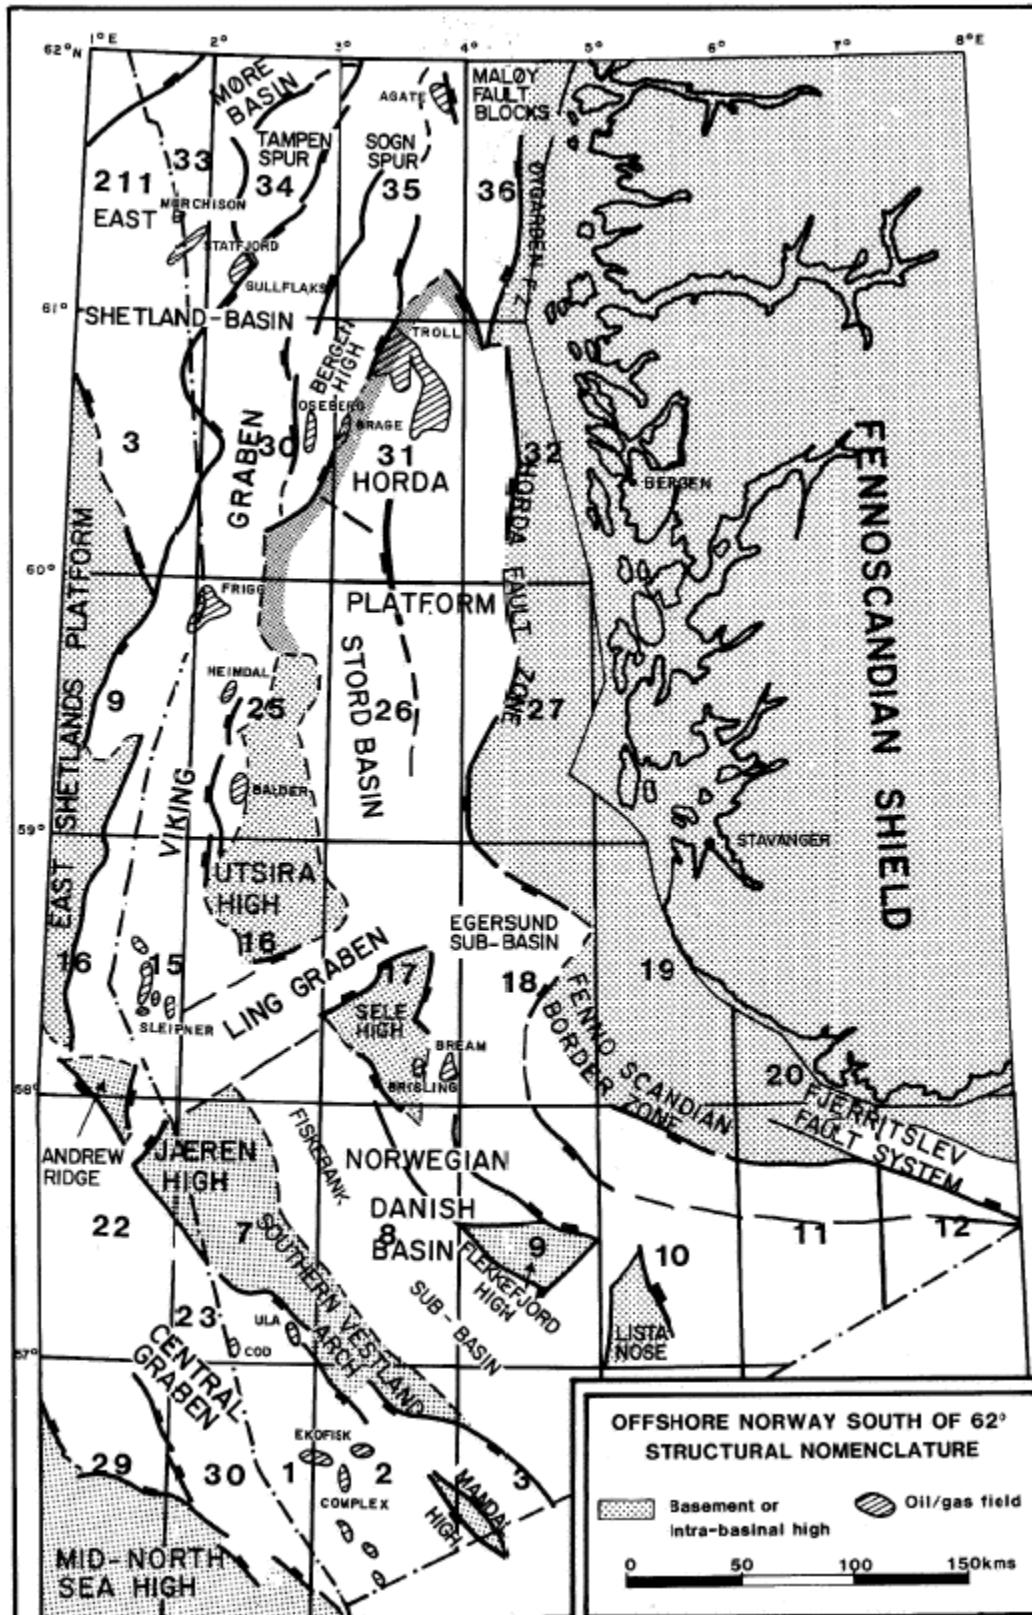 62°N
1°E
2°
3°
4°
5°
6°
7°
8°E
MØRE
BASIN
AGATE
MALØY
FAULT
BLOCKS
TAMPEN
SPUR
SOGN
SPUR
33
34
35
36
211
EAST
MURCHISON
STATFJORD
GULLFLAKS
ØYGARDEN F Z
61°
SHETLAND-BASIN
TROLL
BERGEN
HIGH
OSEBERG
BRAGE
3
30
31
32
GRABEN
HORDA
BERGEN
HORDA FAULT ZONE
FENNOSCANDIAN SHIELD
60°
FRIGG
PLATFORM
EAST SHETLANDS PLATFORM
HEIMDAL
9
25
26
27
STORD BASIN
BALDER
VIKING
STAVANGER
59°
UTSIRA
HIGH
16
EGERSUND
SUB-BASIN
16
15
17
18
19
LING GRABEN
SLEIPNER
SELE
HIGH
BREAM
BRISLING
FENNO SCANDIAN
BORDER ZONE
20
58°
FJERRITSLEV
FAULT SYSTEM
ANDREW
RIDGE
JÆREN
HIGH
FISKEBANK
SUB-BASIN
NORWEGIAN
DANISH
BASIN
22
7
8
9
10
11
12
SOUTHERN VESTLAND
ARCH
FLEKKEFJORD
HIGH
LISTA
NOSE
23
ULA
COD
57°
CENTRAL
GRABEN
EKOFISK
COMPLEX
29
30
1
2
3
MANDAL
HIGH
MID-NORTH
SEA HIGH
OFFSHORE NORWAY SOUTH OF 62°
STRUCTURAL NOMENCLATURE
Basement or
Intra-basinal high
Oil/gas field
0 50 100 150kms